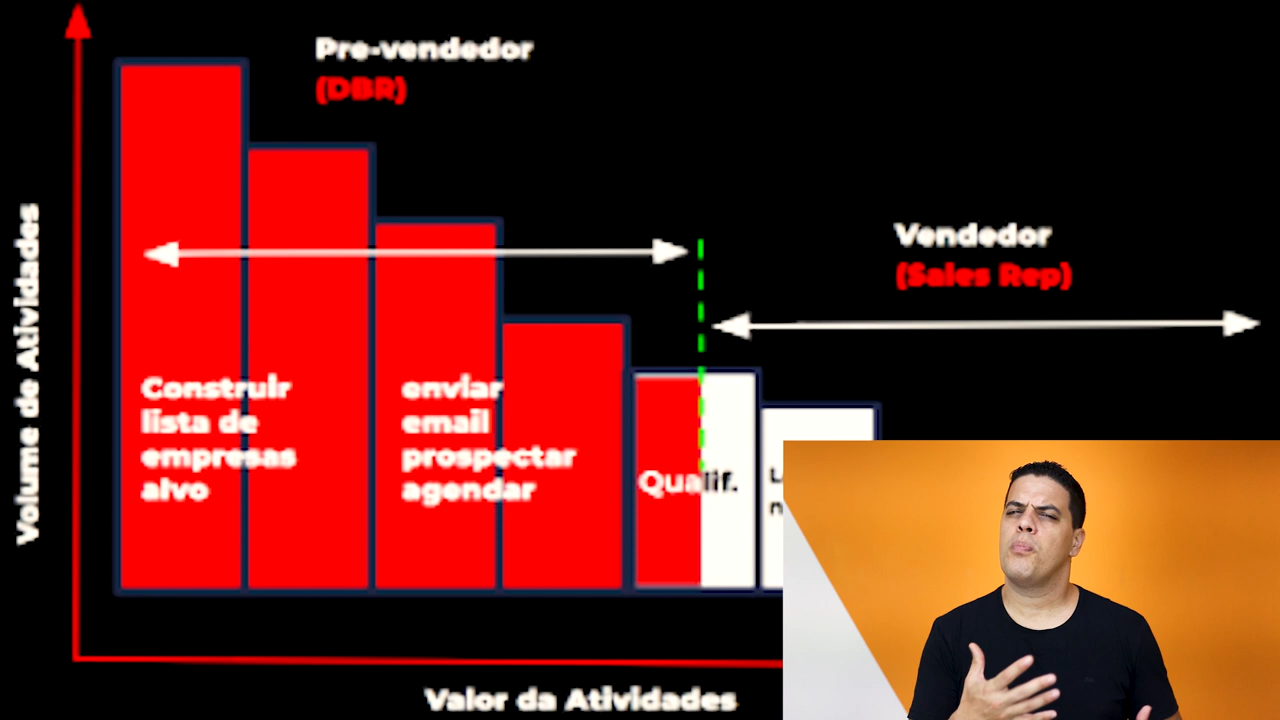 Pre-vendedor
(DBR)
Vendedor
(Sales Rep)
Volume de Atividades
Construir
lista de
empresas
alvo
enviar
email
prospectar
agendar
Qualif.
Valor da Atividades